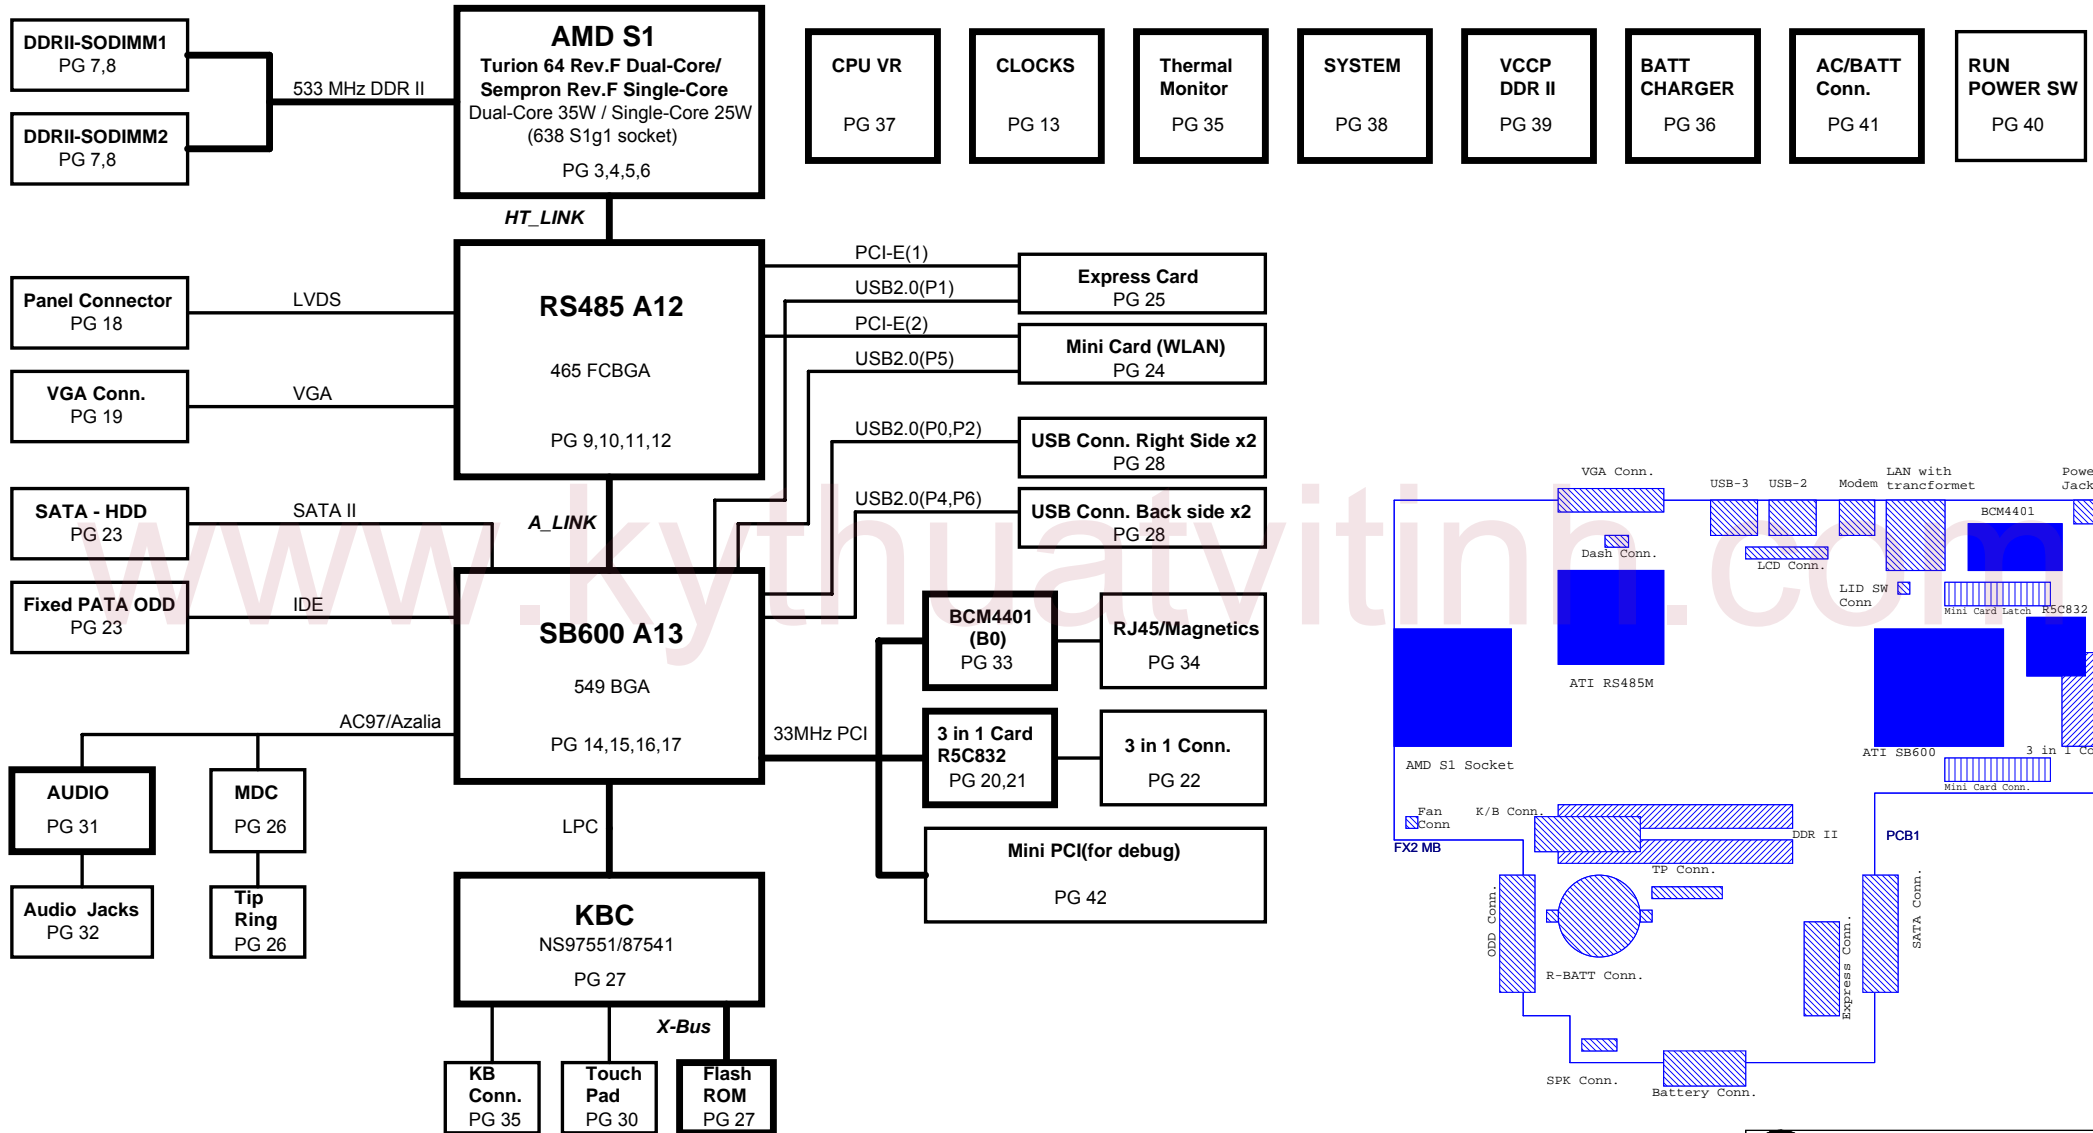 DDRII-SODIMM1
PG 7,8
DDRII-SODIMM2
PG 7,8
533 MHz DDR II
AMD S1
Turion 64 Rev.F Dual-Core/
Sempron Rev.F Single-Core
Dual-Core 35W / Single-Core 25W
(638 S1g1 socket)
PG 3,4,5,6
CPU VR
PG 37
CLOCKS
PG 13
Thermal
Monitor
PG 35
SYSTEM
PG 38
VCCP
DDR II
PG 39
BATT
CHARGER
PG 36
AC/BATT
Conn.
PG 41
RUN
POWER SW
PG 40
HT_LINK
Panel Connector
PG 18
LVDS
VGA Conn.
PG 19
VGA
RS485 A12
465 FCBGA
PG 9,10,11,12
PCI-E(1)
USB2.0(P1)
Express Card
PG 25
PCI-E(2)
USB2.0(P5)
Mini Card (WLAN)
PG 24
USB2.0(P0,P2)
USB Conn. Right Side x2
PG 28
USB2.0(P4,P6)
USB Conn. Back side x2
PG 28
SATA - HDD
PG 23
SATA II
A_LINK
Fixed PATA ODD
PG 23
IDE
SB600 A13
549 BGA
PG 14,15,16,17
AC97/Azalia
33MHz PCI
BCM4401
(B0)
PG 33
RJ45/Magnetics
PG 34
3 in 1 Card
R5C832
PG 20,21
3 in 1 Conn.
PG 22
Mini PCI(for debug)
PG 42
AUDIO
PG 31
MDC
PG 26
Audio Jacks
PG 32
Tip
Ring
PG 26
LPC
KBC
NS97551/87541
PG 27
X-Bus
KB
Conn.
PG 35
Touch
Pad
PG 30
Flash
ROM
PG 27
VGA Conn.
USB-3
USB-2
Modem
LAN with
trancformet
Jack
BCM4401
Dash Conn.
LCD Conn.
LID SW
Conn
Mini Card Latch
R5C832
ATI RS485M
AMD S1 Socket
ATI SB600
3 in 1
Mini Card Conn.
Fan
Conn
K/B Conn.
DDR II
FX2 MB
PCB1
TP Conn.
ODD Conn.
R-BATT Conn.
Express Conn.
SATA Conn.
SPK Conn.
Battery Conn.
www.kythuatvitinh.com